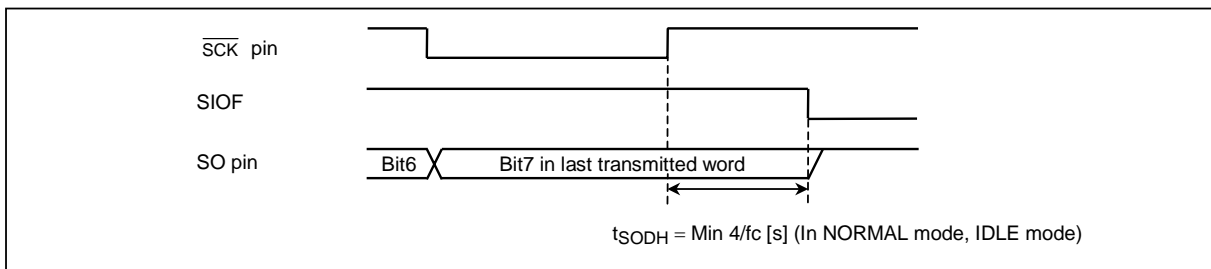 SCK pin
SIOF
SO pin
Bit6
Bit7 in last transmitted word
tSODH = Min 4/fc [s] (In NORMAL mode, IDLE mode)